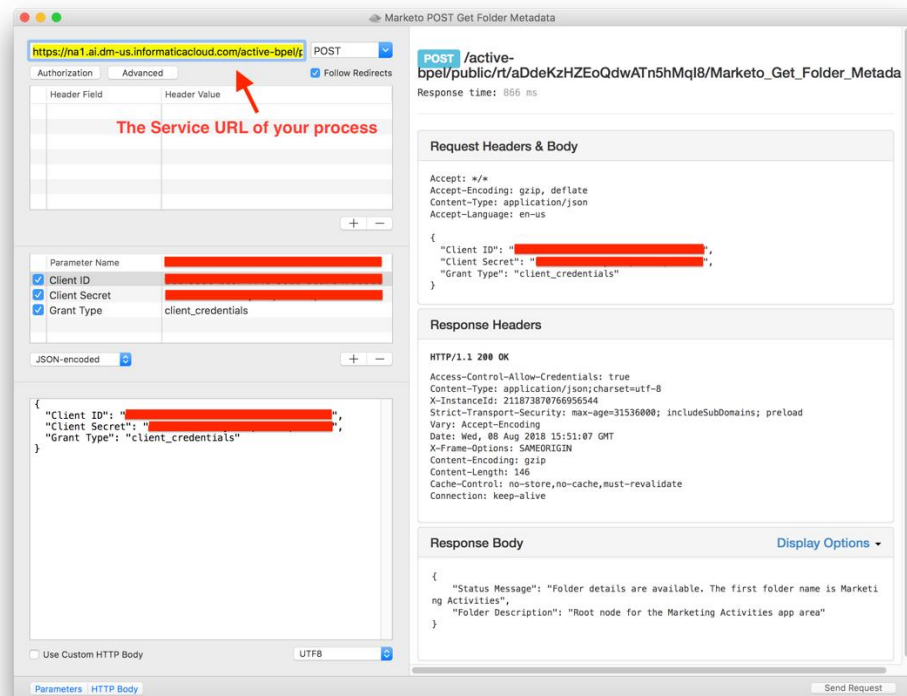 Marketo POST Get Folder Metadata
https://na1.ai.dm-us.informaticacloud.com/active-bpel/p
POST
Authorization
Advanced
Follow Redirects
Header Field
Header Value
The Service URL of your process
+ −
Parameter Name
Client ID
Client Secret
Grant Type client_credentials
JSON-encoded
+ −
{
"Client ID": "",
"Client Secret": "",
"Grant Type": "client_credentials"
}
Use Custom HTTP Body
UTF8
Parameters HTTP Body
POST /active-
bpel/public/rt/aDdeKzHZEoQdwATn5hMqI8/Marketo_Get_Folder_Metada
Response time: 866 ms
Request Headers & Body
Accept: */*
Accept-Encoding: gzip, deflate
Content-Type: application/json
Accept-Language: en-us
{
"Client ID": "",
"Client Secret": "",
"Grant Type": "client_credentials"
}
Response Headers
HTTP/1.1 200 OK
Access-Control-Allow-Credentials: true
Content-Type: application/json;charset=utf-8
X-InstanceId: 211873870766956544
Strict-Transport-Security: max-age=31536000; includeSubDomains; preload
Vary: Accept-Encoding
Date: Wed, 08 Aug 2018 15:51:07 GMT
X-Frame-Options: SAMEORIGIN
Content-Encoding: gzip
Content-Length: 146
Cache-Control: no-store,no-cache,must-revalidate
Connection: keep-alive
Response Body
Display Options
{
"Status Message": "Folder details are available. The first folder name is Marketi
ng Activities",
"Folder Description": "Root node for the Marketing Activities app area"
}
Send Request